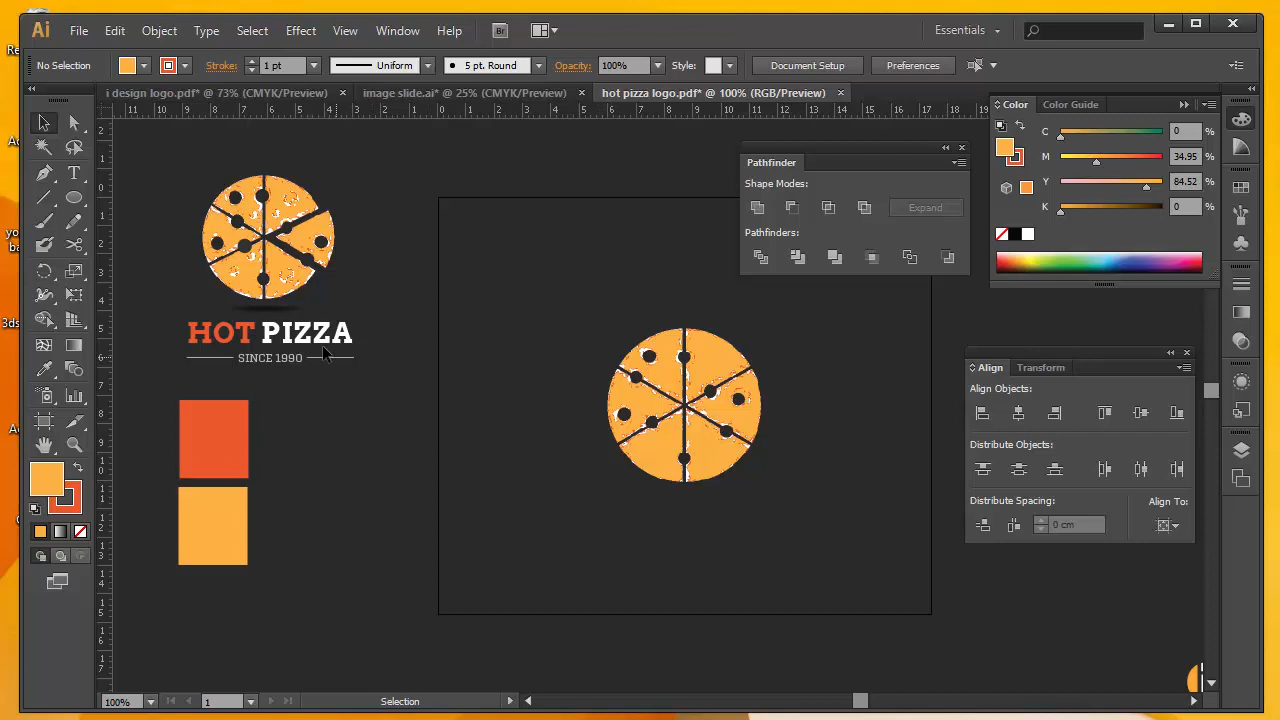 Ai File Edit Object Type Select Effect View Window Help Br Essentials
No Selection Stroke: 1 pt Uniform 5 pt. Round Opacity: 100% Style: Document Setup Preferences
i design logo.pdf* @ 73% (CMYK/Preview) image slide.ai* @ 25% (CMYK/Preview) hot pizza logo.pdf* @ 100% (RGB/Preview)
Color Color Guide
C 0 %
M 34.95 %
Y 84.52 %
K 0 %
Pathfinder
Shape Modes:
Expand
Pathfinders:
HOT PIZZA
SINCE 1990
Align Transform
Align Objects:
Distribute Objects:
Distribute Spacing: Align To:
0 cm
100% 1 Selection